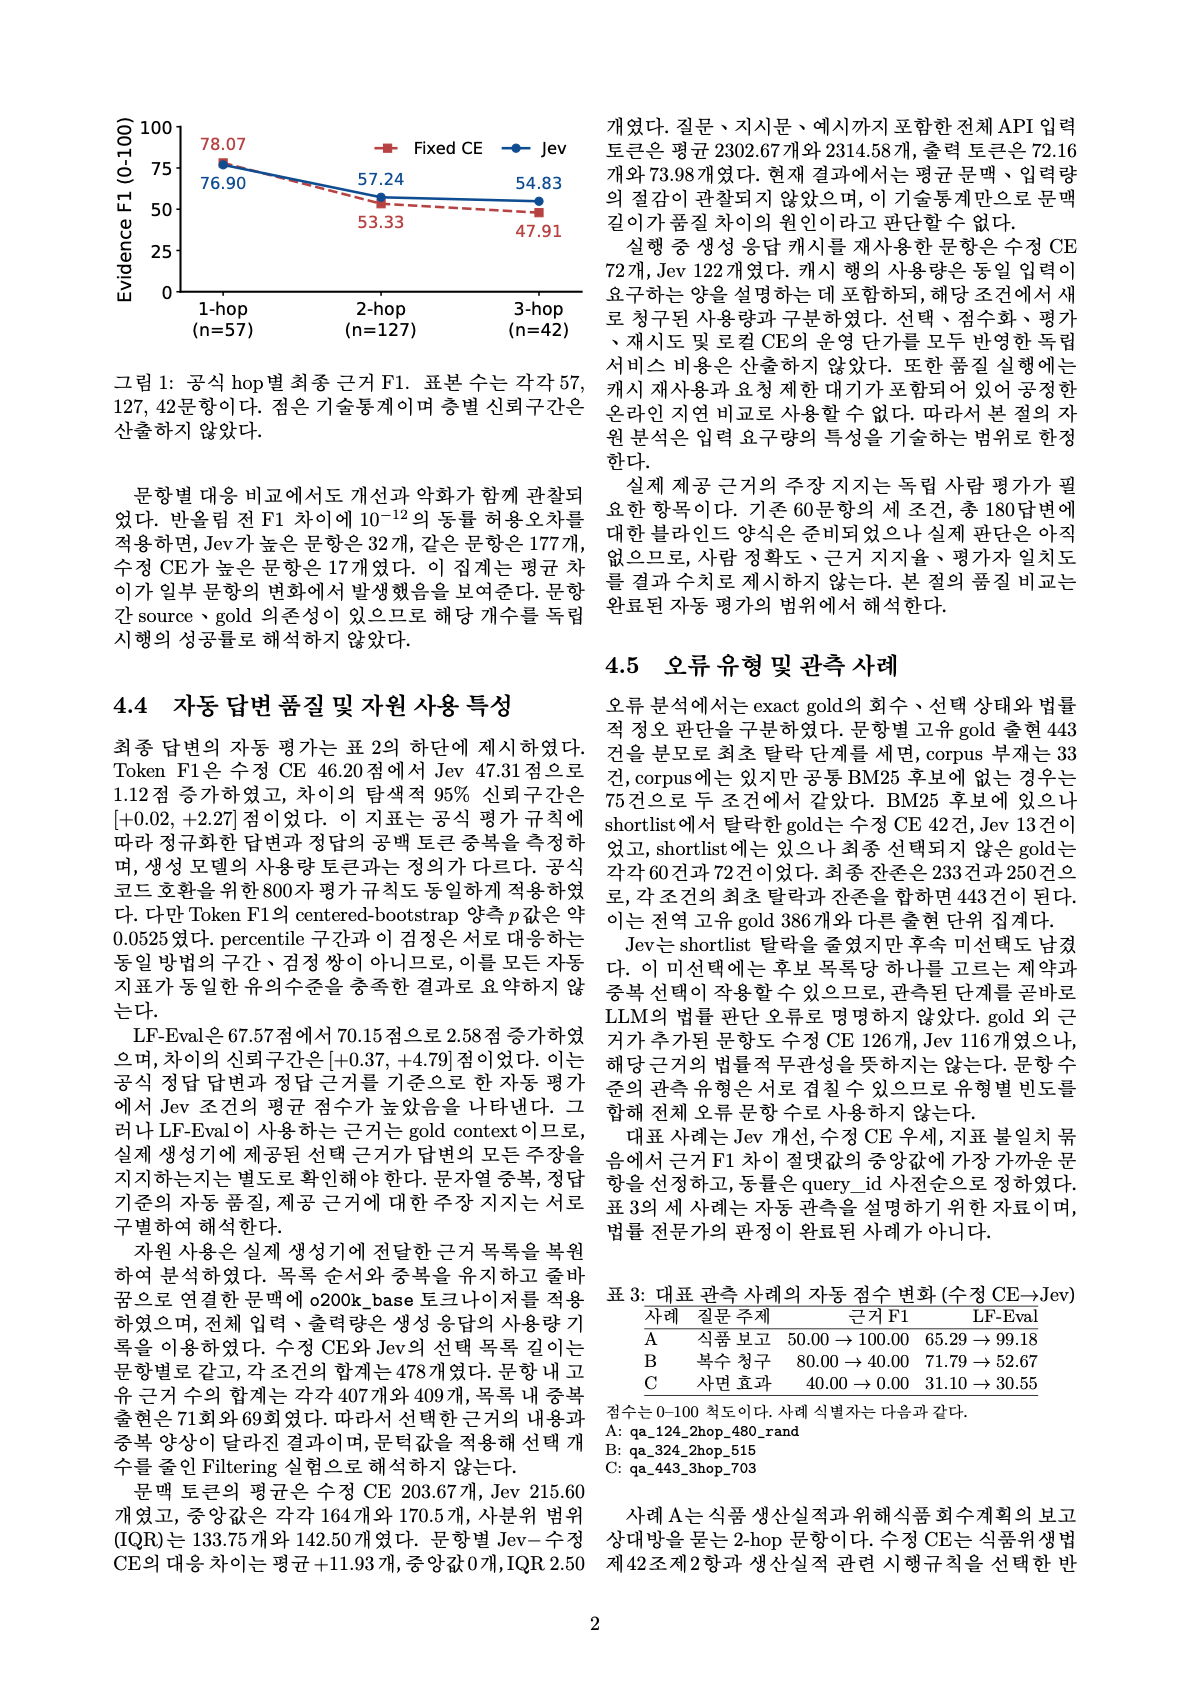 Evidence F1 (0-100)
100
75
50
25
0
78.07
76.90
57.24
53.33
54.83
47.91
Fixed CE
Jev
1-hop
(n=57)
2-hop
(n=127)
3-hop
(n=42)
그림 1: 공식 hop별 최종 근거 F1. 표본 수는 각각 57,
127, 42문항이다. 점은 기술통계이며 층별 신뢰구간은
산출하지 않았다.
문항별 대응 비교에서도 개선과 악화가 함께 관찰되
었다. 반올림 전 F1 차이에 10⁻¹²의 동률 허용오차를
적용하면, Jev가 높은 문항은 32개, 같은 문항은 177개,
수정 CE가 높은 문항은 17개였다. 이 집계는 평균 차
이가 일부 문항의 변화에서 발생했음을 보여준다. 문항
간 source、gold 의존성이 있으므로 해당 개수를 독립
시행의 성공률로 해석하지 않았다.
4.4 자동 답변 품질 및 자원 사용 특성
최종 답변의 자동 평가는 표 2의 하단에 제시하였다.
Token F1은 수정 CE 46.20점에서 Jev 47.31점으로
1.12점 증가하였고, 차이의 탐색적 95% 신뢰구간은
[+0.02, +2.27]점이었다. 이 지표는 공식 평가 규칙에
따라 정규화한 답변과 정답의 공백 토큰 중복을 측정하
며, 생성 모델의 사용량 토큰과는 정의가 다르다. 공식
코드 호환을 위한 800자 평가 규칙도 동일하게 적용하였
다. 다만 Token F1의 centered-bootstrap 양측 p값은 약
0.0525였다. percentile 구간과 이 검정은 서로 대응하는
동일 방법의 구간、검정 쌍이 아니므로, 이를 모든 자동
지표가 동일한 유의수준을 충족한 결과로 요약하지 않
는다.
LF-Eval은 67.57점에서 70.15점으로 2.58점 증가하였
으며, 차이의 신뢰구간은 [+0.37, +4.79]점이었다. 이는
공식 정답 답변과 정답 근거를 기준으로 한 자동 평가
에서 Jev 조건의 평균 점수가 높았음을 나타낸다. 그
러나 LF-Eval이 사용하는 근거는 gold context이므로,
실제 생성기에 제공된 선택 근거가 답변의 모든 주장을
지지하는지는 별도로 확인해야 한다. 문자열 중복, 정답
기준의 자동 품질, 제공 근거에 대한 주장 지지는 서로
구별하여 해석한다.
자원 사용은 실제 생성기에 전달한 근거 목록을 복원
하여 분석하였다. 목록 순서와 중복을 유지하고 줄바
꿈으로 연결한 문맥에 o200k_base 토크나이저를 적용
하였으며, 전체 입력、출력량은 생성 응답의 사용량 기
록을 이용하였다. 수정 CE와 Jev의 선택 목록 길이는
문항별로 같고, 각 조건의 합계는 478개였다. 문항 내 고
유 근거 수의 합계는 각각 407개와 409개, 목록 내 중복
출현은 71회와 69회였다. 따라서 선택한 근거의 내용과
중복 양상이 달라진 결과이며, 문턱값을 적용해 선택 개
수를 줄인 Filtering 실험으로 해석하지 않는다.
문맥 토큰의 평균은 수정 CE 203.67개, Jev 215.60
개였고, 중앙값은 각각 164개와 170.5개, 사분위 범위
(IQR)는 133.75개와 142.50개였다. 문항별 Jev−수정
CE의 대응 차이는 평균 +11.93개, 중앙값 0개, IQR 2.50
개였다. 질문、지시문、예시까지 포함한 전체 API 입력
토큰은 평균 2302.67개와 2314.58개, 출력 토큰은 72.16
개와 73.98개였다. 현재 결과에서는 평균 문맥、입력량
의 절감이 관찰되지 않았으며, 이 기술통계만으로 문맥
길이가 품질 차이의 원인이라고 판단할 수 없다.
실행 중 생성 응답 캐시를 재사용한 문항은 수정 CE
72개, Jev 122개였다. 캐시 행의 사용량은 동일 입력이
요구하는 양을 설명하는 데 포함하되, 해당 조건에서 새
로 청구된 사용량과 구분하였다. 선택、점수화、평가
、재시도 및 로컬 CE의 운영 단가를 모두 반영한 독립
서비스 비용은 산출하지 않았다. 또한 품질 실행에는
캐시 재사용과 요청 제한 대기가 포함되어 있어 공정한
온라인 지연 비교로 사용할 수 없다. 따라서 본 절의 자
원 분석은 입력 요구량의 특성을 기술하는 범위로 한정
한다.
실제 제공 근거의 주장 지지는 독립 사람 평가가 필
요한 항목이다. 기존 60문항의 세 조건, 총 180답변에
대한 블라인드 양식은 준비되었으나 실제 판단은 아직
없으므로, 사람 정확도、근거 지지율、평가자 일치도
를 결과 수치로 제시하지 않는다. 본 절의 품질 비교는
완료된 자동 평가의 범위에서 해석한다.
4.5 오류 유형 및 관측 사례
오류 분석에서는 exact gold의 회수、선택 상태와 법률
적 정오 판단을 구분하였다. 문항별 고유 gold 출현 443
건을 분모로 최초 탈락 단계를 세면, corpus 부재는 33
건, corpus에는 있지만 공통 BM25 후보에 없는 경우는
75건으로 두 조건에서 같았다. BM25 후보에 있으나
shortlist에서 탈락한 gold는 수정 CE 42건, Jev 13건이
었고, shortlist에는 있으나 최종 선택되지 않은 gold는
각각 60건과 72건이었다. 최종 잔존은 233건과 250건으
로, 각 조건의 최초 탈락과 잔존을 합하면 443건이 된다.
이는 전역 고유 gold 386개와 다른 출현 단위 집계다.
Jev는 shortlist 탈락을 줄였지만 후속 미선택도 남겼
다. 이 미선택에는 후보 목록당 하나를 고르는 제약과
중복 선택이 작용할 수 있으므로, 관측된 단계를 곧바로
LLM의 법률 판단 오류로 명명하지 않았다. gold 외 근
거가 추가된 문항도 수정 CE 126개, Jev 116개였으나,
해당 근거의 법률적 무관성을 뜻하지는 않는다. 문항 수
준의 관측 유형은 서로 겹칠 수 있으므로 유형별 빈도를
합해 전체 오류 문항 수로 사용하지 않는다.
대표 사례는 Jev 개선, 수정 CE 우세, 지표 불일치 묶
음에서 근거 F1 차이 절댓값의 중앙값에 가장 가까운 문
항을 선정하고, 동률은 query_id 사전순으로 정하였다.
표 3의 세 사례는 자동 관측을 설명하기 위한 자료이며,
법률 전문가의 판정이 완료된 사례가 아니다.
표 3: 대표 관측 사례의 자동 점수 변화 (수정 CE→Jev)
사례 질문 주제 근거 F1 LF-Eval
A 식품 보고 50.00 → 100.00 65.29 → 99.18
B 복수 청구 80.00 → 40.00 71.79 → 52.67
C 사면 효과 40.00 → 0.00 31.10 → 30.55
점수는 0–100 척도이다. 사례 식별자는 다음과 같다.
A: qa_124_2hop_480_rand
B: qa_324_2hop_515
C: qa_443_3hop_703
사례 A는 식품 생산실적과 위해식품 회수계획의 보고
상대방을 묻는 2-hop 문항이다. 수정 CE는 식품위생법
제42조제2항과 생산실적 관련 시행규칙을 선택한 반
2